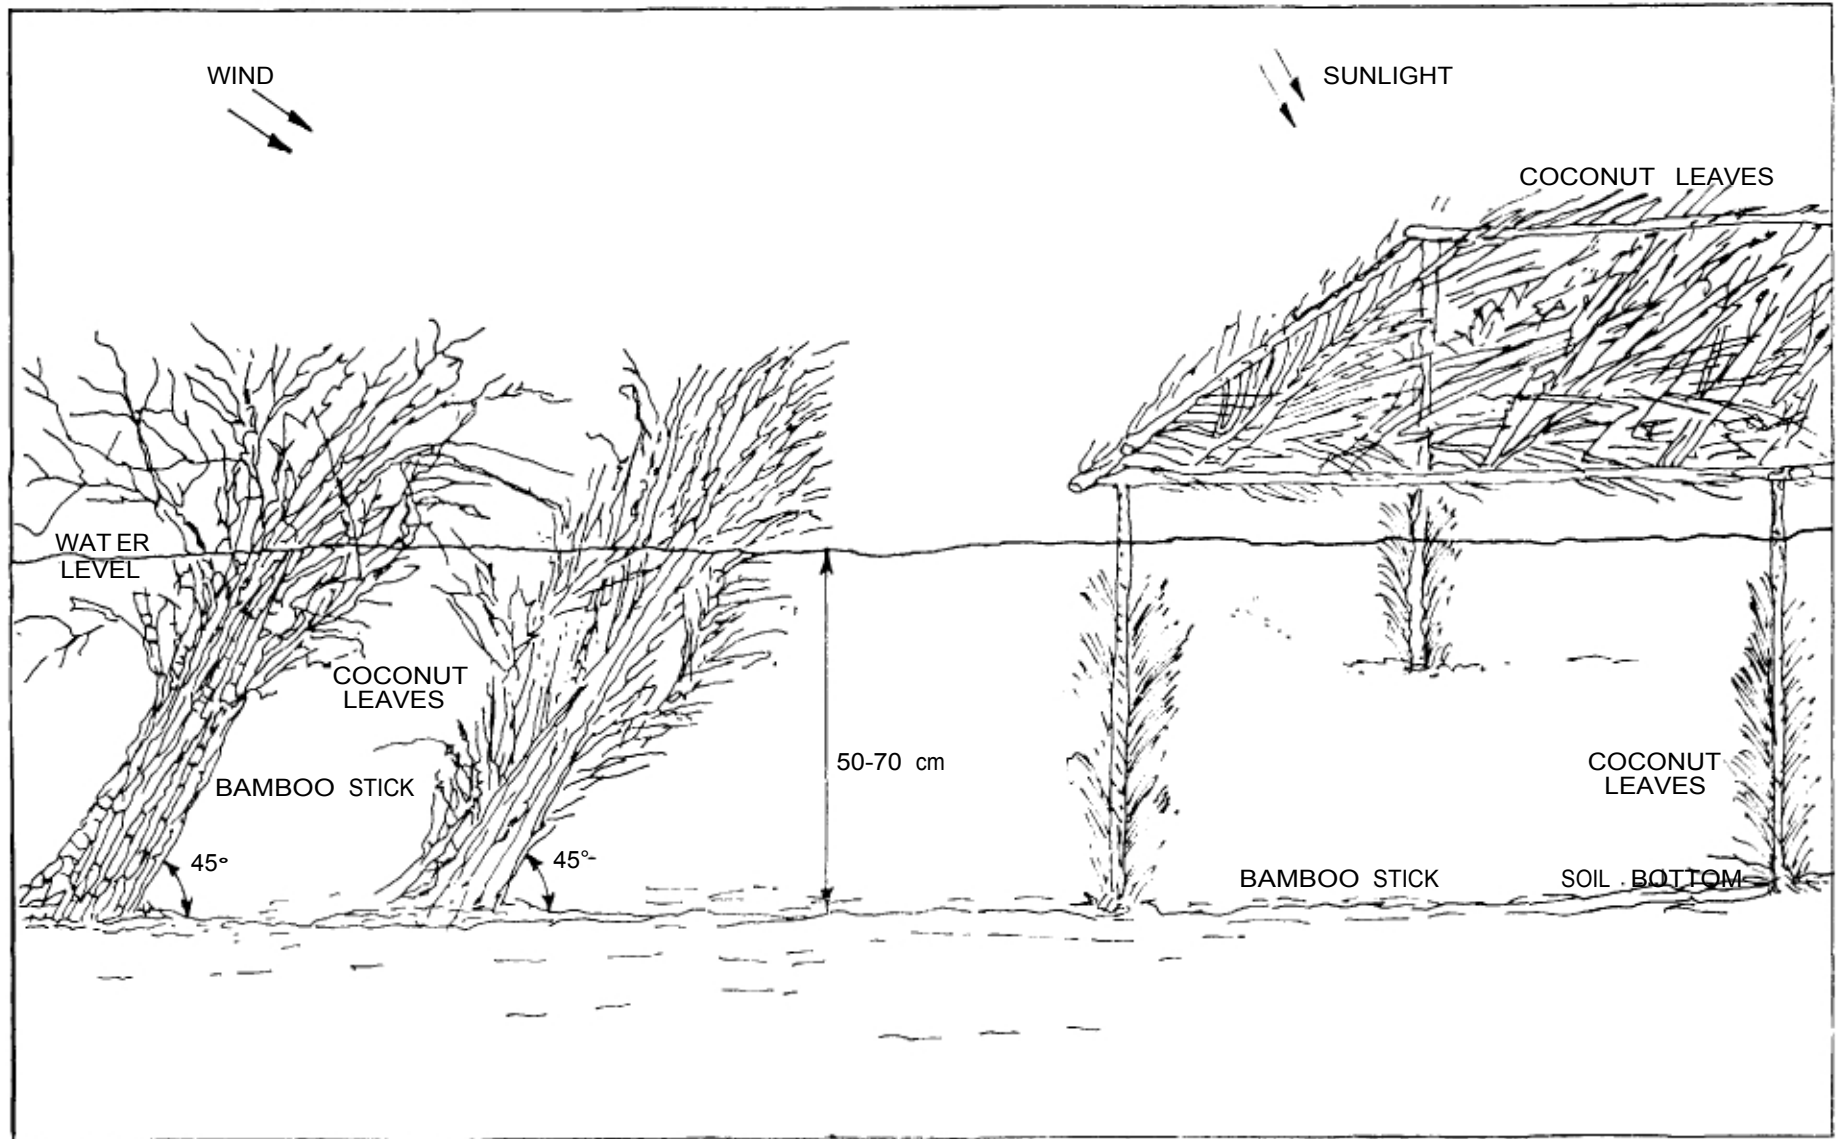 WIND
SUNLIGHT
COCONUT LEAVES
WATER
LEVEL
COCONUT
LEAVES
BAMBOO STICK
50-70 cm
COCONUT
LEAVES
45°
45°
BAMBOO STICK
SOIL BOTTOM